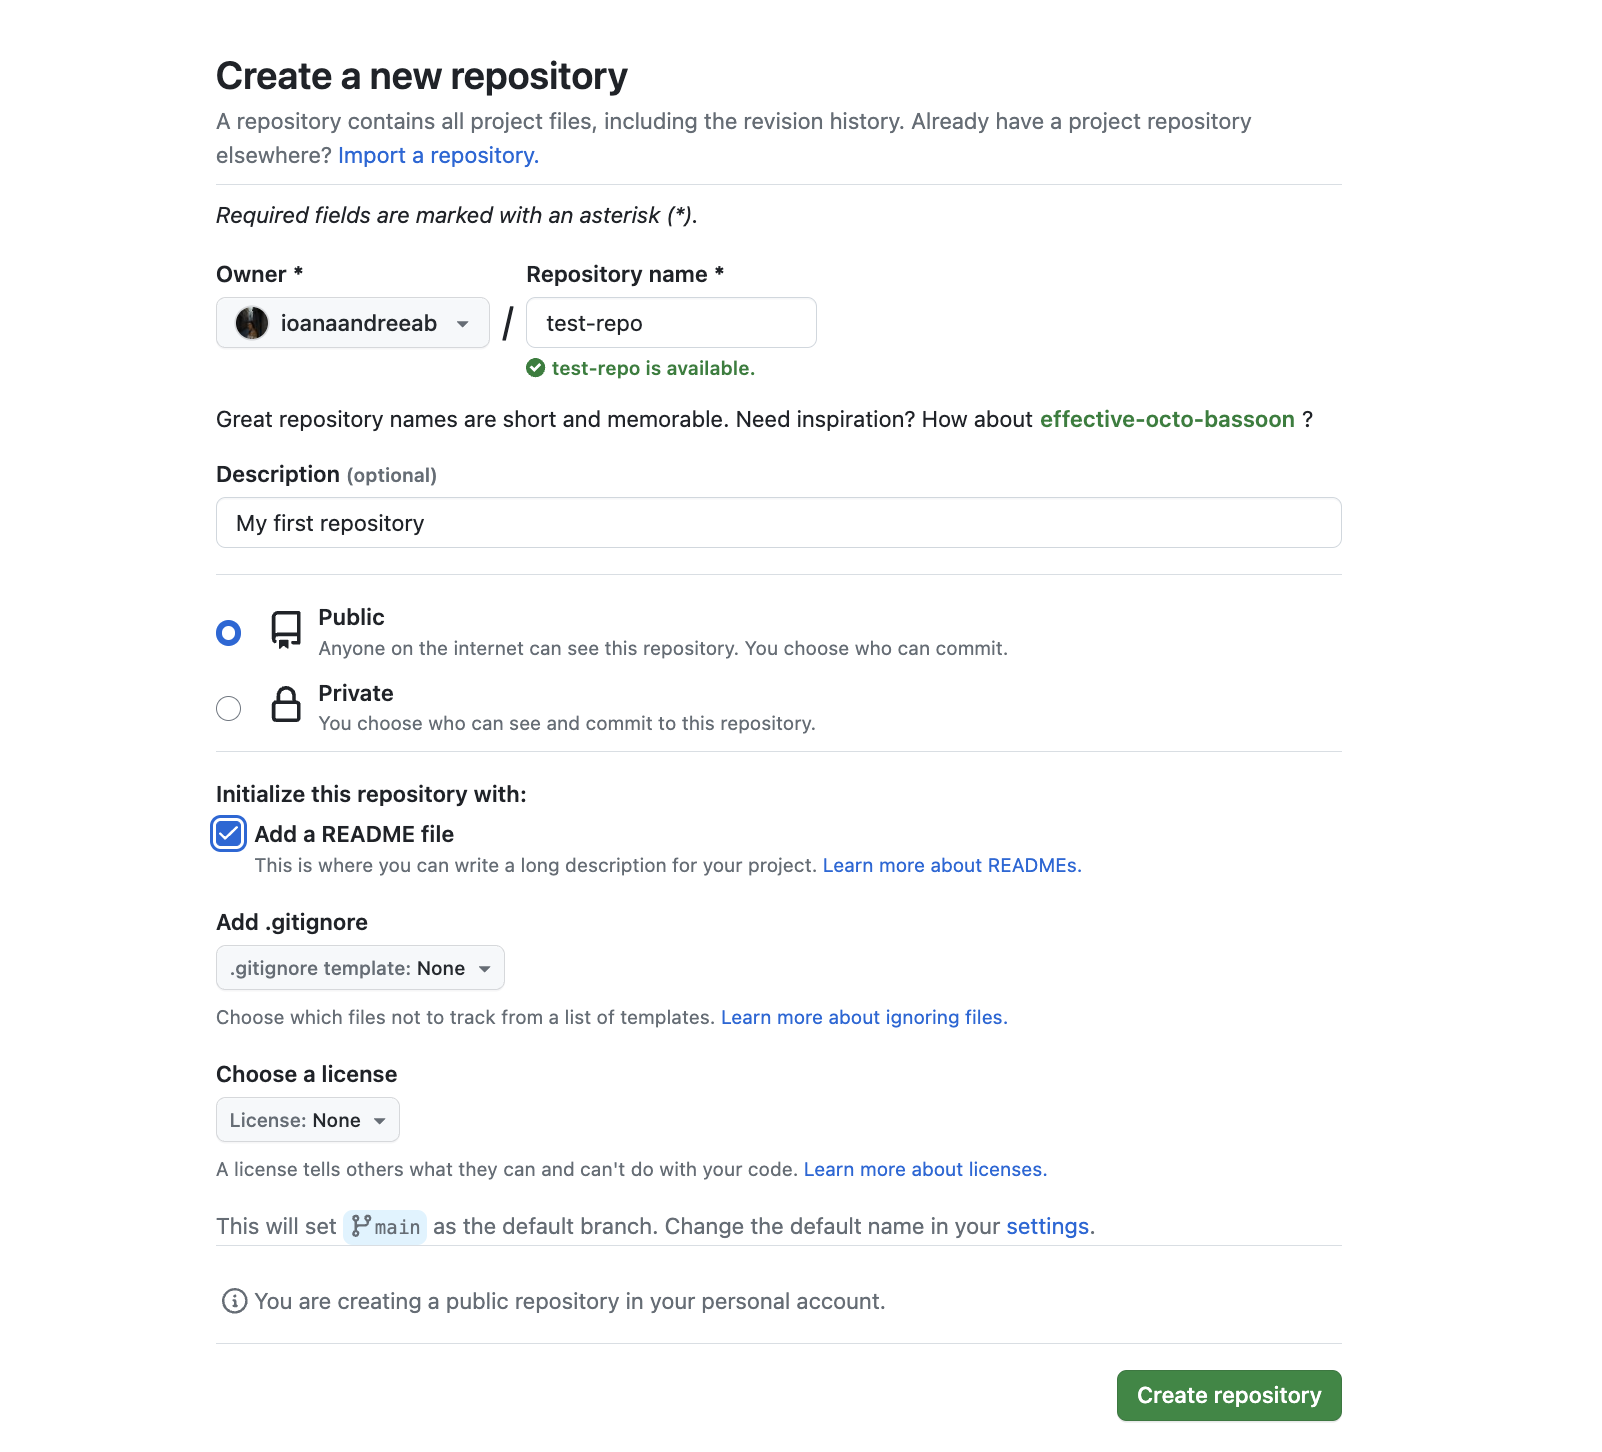 Create a new repository
A repository contains all project files, including the revision history. Already have a project repository
elsewhere? Import a repository.
Required fields are marked with an asterisk (*).
Owner *
Repository name *
ioanaandreeab
/
test-repo
test-repo is available.
Great repository names are short and memorable. Need inspiration? How about effective-octo-bassoon ?
Description (optional)
My first repository
Public
Anyone on the internet can see this repository. You choose who can commit.
Private
You choose who can see and commit to this repository.
Initialize this repository with:
Add a README file
This is where you can write a long description for your project. Learn more about READMEs.
Add .gitignore
.gitignore template: None
Choose which files not to track from a list of templates. Learn more about ignoring files.
Choose a license
License: None
A license tells others what they can and can't do with your code. Learn more about licenses.
This will set main as the default branch. Change the default name in your settings.
You are creating a public repository in your personal account.
Create repository